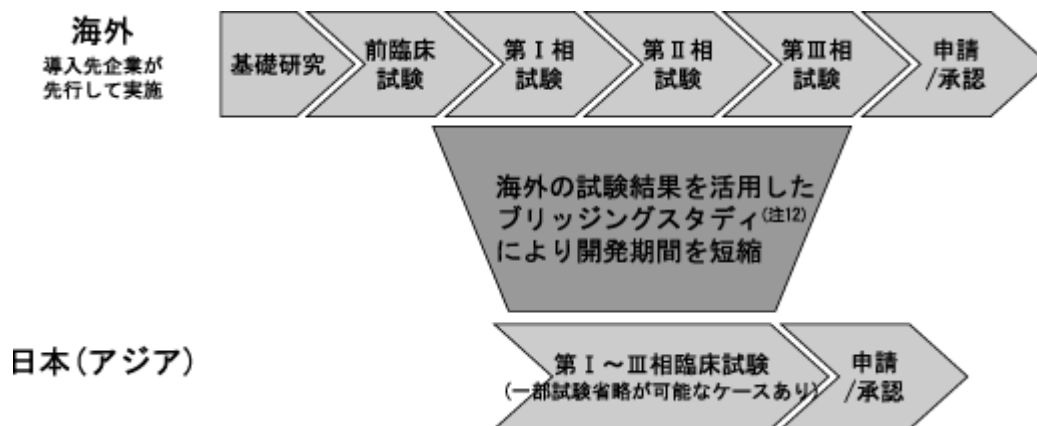 海外
導入先企業が
先行して実施
基礎研究
前臨床
試験
第Ⅰ相
試験
第Ⅱ相
試験
第Ⅲ相
試験
申請
/承認
海外の試験結果を活用した
ブリッジングスタディ(注12)
により開発期間を短縮
日本(アジア)
第Ⅰ~Ⅲ相臨床試験
(一部試験省略が可能なケースあり)
申請
/承認